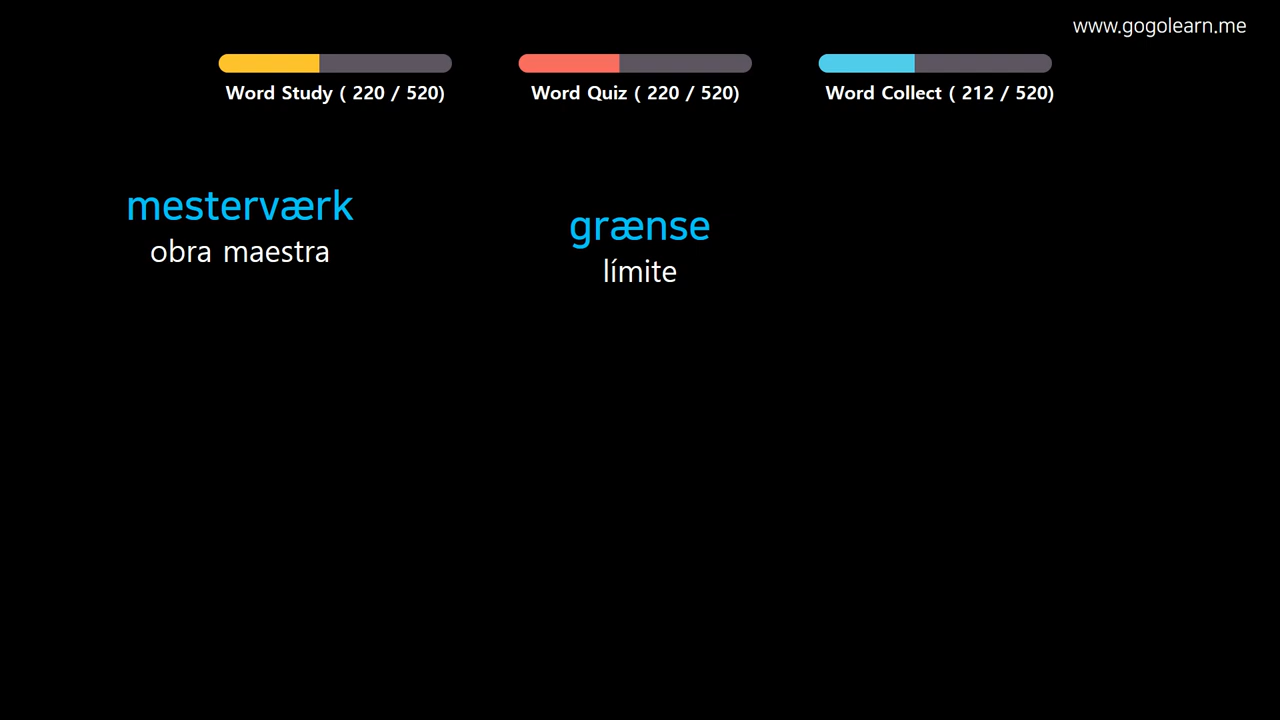 www.gogolearn.me
Word Study ( 220 / 520)
Word Quiz ( 220 / 520)
Word Collect ( 212 / 520)
mesterværk
obra maestra
grænse
límite